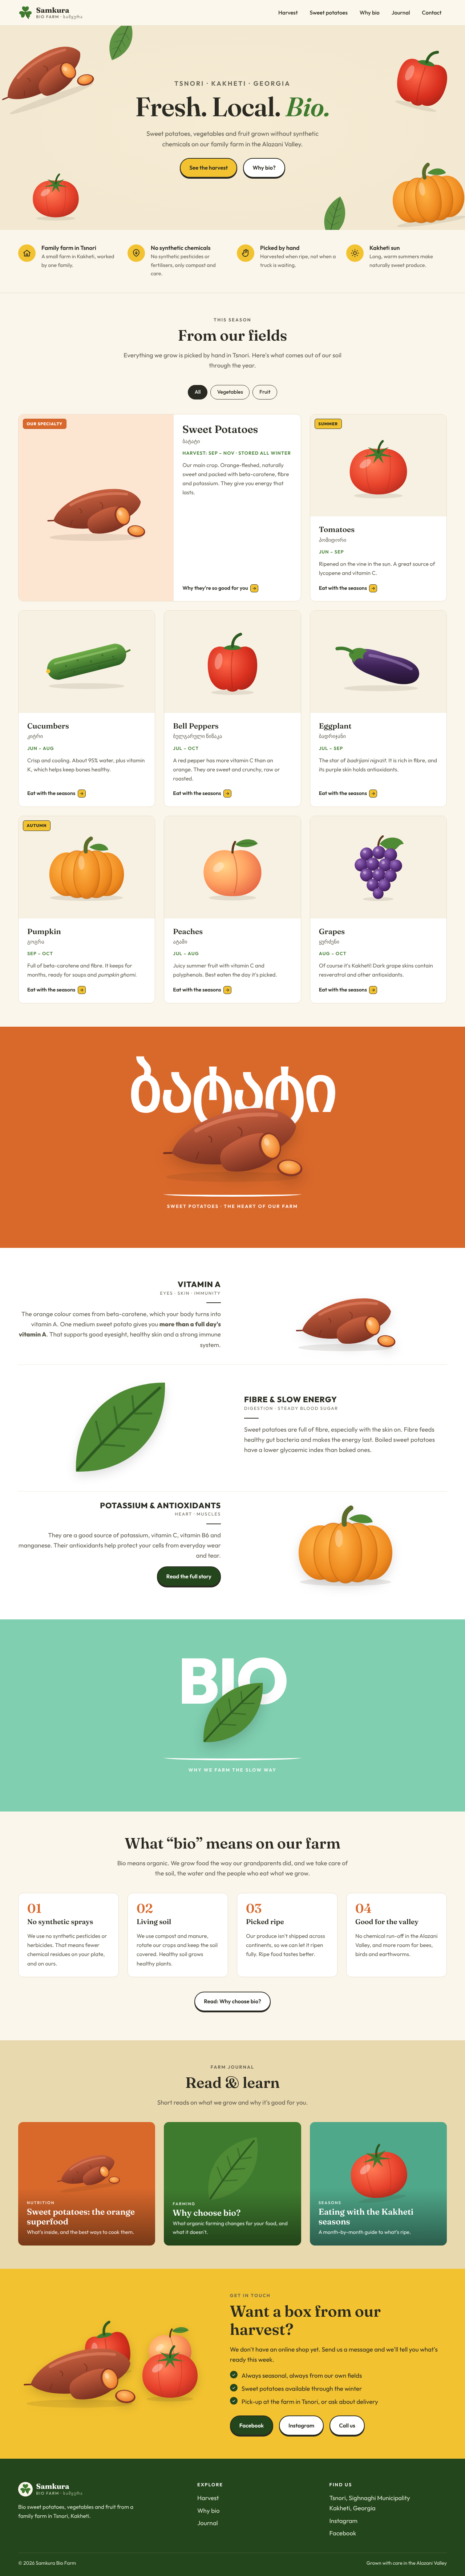 Samkura
BIO FARM · სამყურა
Harvest Sweet potatoes Why bio Journal Contact
TSNORI · KAKHETI · GEORGIA
Fresh. Local. Bio.
Sweet potatoes, vegetables and fruit grown without synthetic
chemicals on our family farm in the Alazani Valley.
See the harvest Why bio?
Family farm in Tsnori
A small farm in Kakheti, worked
by one family.
No synthetic chemicals
No synthetic pesticides or
fertilisers, only compost and
care.
Picked by hand
Harvested when ripe, not when a
truck is waiting.
Kakheti sun
Long, warm summers make
naturally sweet produce.
THIS SEASON
From our fields
Everything we grow is picked by hand in Tsnori. Here's what comes out of our soil
through the year.
All Vegetables Fruit
OUR SPECIALTY
Sweet Potatoes
ბატატი
HARVEST: SEP – NOV · STORED ALL WINTER
Our main crop. Orange-fleshed, naturally
sweet and packed with beta-carotene, fibre
and potassium. They give you energy that
lasts.
Why they're so good for you
SUMMER
Tomatoes
პომიდორი
JUN – SEP
Ripened on the vine in the sun. A great source of
lycopene and vitamin C.
Eat with the seasons
Cucumbers
კიტრი
JUN – AUG
Crisp and cooling. About 95% water, plus vitamin
K, which helps keep bones healthy.
Eat with the seasons
Bell Peppers
ბულგარული წიწაკა
JUL – OCT
A red pepper has more vitamin C than an
orange. They are sweet and crunchy, raw or
roasted.
Eat with the seasons
Eggplant
ბადრიჯანი
JUL – SEP
The star of badrijani nigvzit. It is rich in fibre, and
its purple skin holds antioxidants.
Eat with the seasons
AUTUMN
Pumpkin
გოგრა
SEP – OCT
Full of beta-carotene and fibre. It keeps for
months, ready for soups and pumpkin ghomi.
Eat with the seasons
Peaches
ატამი
JUL – AUG
Juicy summer fruit with vitamin C and
polyphenols. Best eaten the day it's picked.
Eat with the seasons
Grapes
ყურძენი
AUG – OCT
Of course it's Kakheti! Dark grape skins contain
resveratrol and other antioxidants.
Eat with the seasons
ბატატი
SWEET POTATOES · THE HEART OF OUR FARM
VITAMIN A
EYES · SKIN · IMMUNITY
The orange colour comes from beta-carotene, which your body turns into
vitamin A. One medium sweet potato gives you more than a full day's
vitamin A. That supports good eyesight, healthy skin and a strong immune
system.
FIBRE & SLOW ENERGY
DIGESTION · STEADY BLOOD SUGAR
Sweet potatoes are full of fibre, especially with the skin on. Fibre feeds
healthy gut bacteria and makes the energy last. Boiled sweet potatoes
have a lower glycaemic index than baked ones.
POTASSIUM & ANTIOXIDANTS
HEART · MUSCLES
They are a good source of potassium, vitamin C, vitamin B6 and
manganese. Their antioxidants help protect your cells from everyday wear
and tear.
Read the full story
BIO
WHY WE FARM THE SLOW WAY
What “bio” means on our farm
Bio means organic. We grow food the way our grandparents did, and we take care of
the soil, the water and the people who eat what we grow.
01
No synthetic sprays
We use no synthetic pesticides or
herbicides. That means fewer
chemical residues on your plate,
and on ours.
02
Living soil
We use compost and manure,
rotate our crops and keep the soil
covered. Healthy soil grows
healthy plants.
03
Picked ripe
Our produce isn't shipped across
continents, so we can let it ripen
fully. Ripe food tastes better.
04
Good for the valley
No chemical run-off in the Alazani
Valley, and more room for bees,
birds and earthworms.
Read: Why choose bio?
FARM JOURNAL
Read & learn
Short reads on what we grow and why it's good for you.
NUTRITION
Sweet potatoes: the orange
superfood
What's inside, and the best ways to cook them.
FARMING
Why choose bio?
What organic farming changes for your food, and
what it doesn't.
SEASONS
Eating with the Kakheti
seasons
A month-by-month guide to what's ripe.
GET IN TOUCH
Want a box from our
harvest?
We don't have an online shop yet. Send us a message and we'll tell you what's
ready this week.
Always seasonal, always from our own fields
Sweet potatoes available through the winter
Pick-up at the farm in Tsnori, or ask about delivery
Facebook Instagram Call us
Samkura
BIO FARM · სამყურა
Bio sweet potatoes, vegetables and fruit from a
family farm in Tsnori, Kakheti.
EXPLORE
Harvest
Why bio
Journal
FIND US
Tsnori, Sighnaghi Municipality
Kakheti, Georgia
Instagram
Facebook
© 2026 Samkura Bio Farm
Grown with care in the Alazani Valley